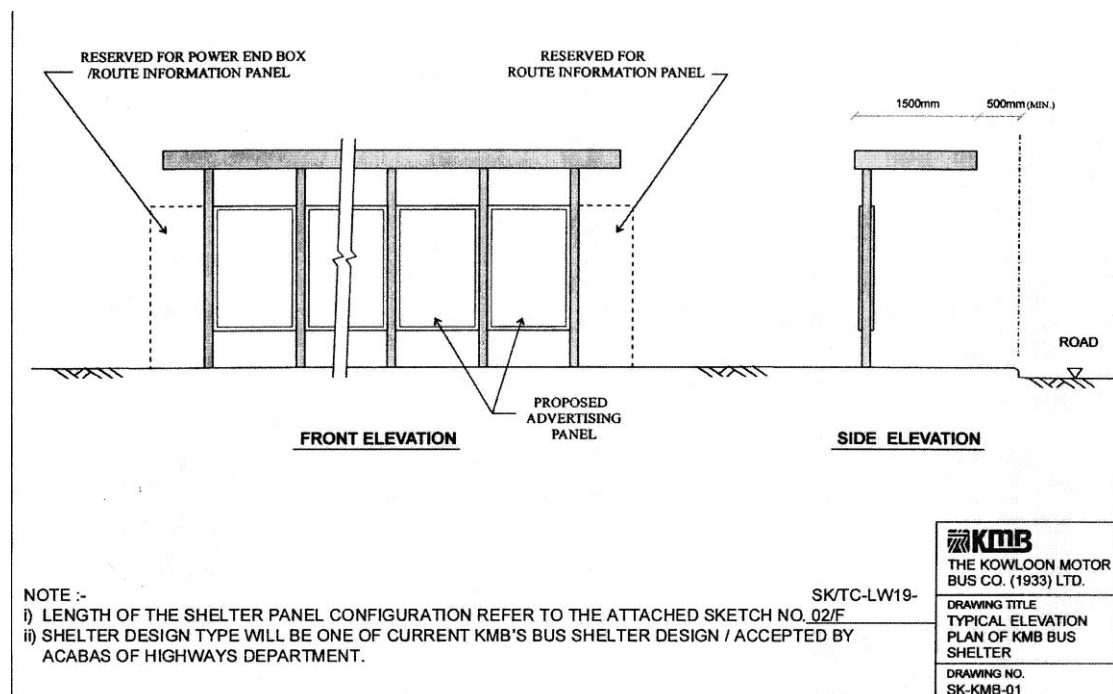 RESERVED FOR POWER END BOX
/ROUTE INFORMATION PANEL
RESERVED FOR
ROUTE INFORMATION PANEL
1500mm
500mm (MIN.)
ROAD
PROPOSED
ADVERTISING
PANEL
FRONT ELEVATION
SIDE ELEVATION
NOTE :-
SK/TC-LW19-
i) LENGTH OF THE SHELTER PANEL CONFIGURATION REFER TO THE ATTACHED SKETCH NO. 02/F
ii) SHELTER DESIGN TYPE WILL BE ONE OF CURRENT KMB'S BUS SHELTER DESIGN / ACCEPTED BY
ACABAS OF HIGHWAYS DEPARTMENT.
KMB
THE KOWLOON MOTOR
BUS CO. (1933) LTD.
DRAWING TITLE
TYPICAL ELEVATION
PLAN OF KMB BUS
SHELTER
DRAWING NO.
SK-KMB-01